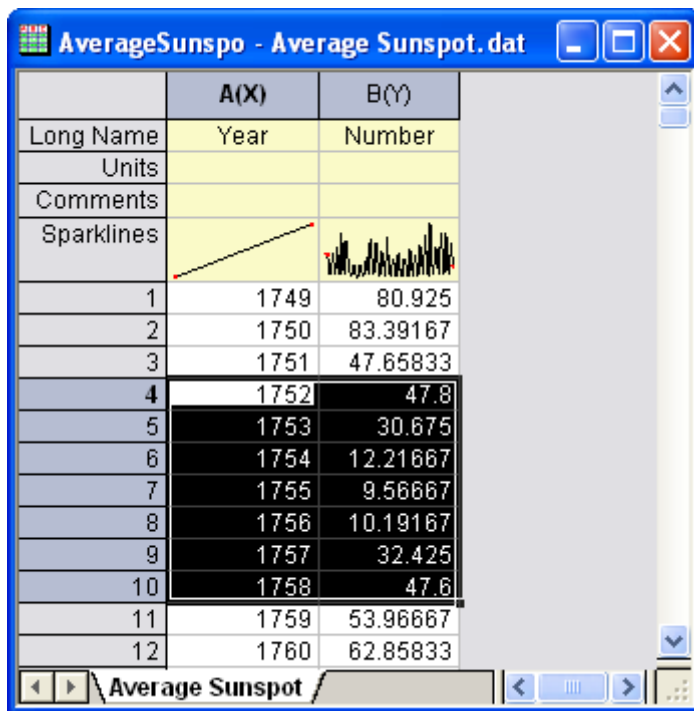 AverageSunspo - Average Sunspot.dat
A(X) B(Y)
Long Name Year Number
Units
Comments
Sparklines
1 1749 80.925
2 1750 83.39167
3 1751 47.65833
4 1752 47.8
5 1753 30.675
6 1754 12.21667
7 1755 9.56667
8 1756 10.19167
9 1757 32.425
10 1758 47.6
11 1759 53.96667
12 1760 62.85833
Average Sunspot